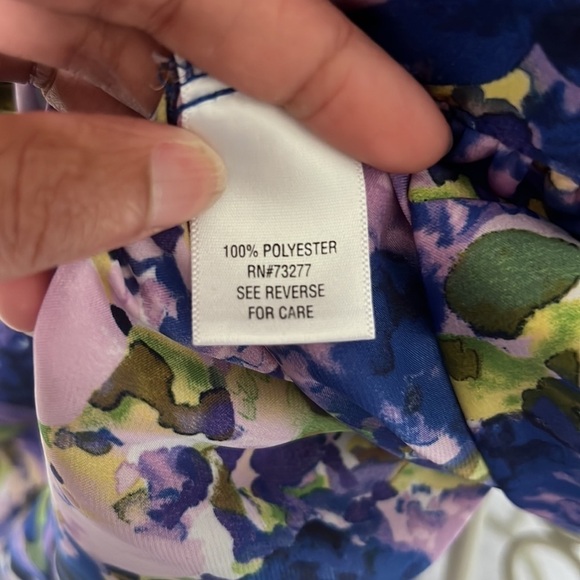 100% POLYESTER
RN#73277
SEE REVERSE
FOR CARE